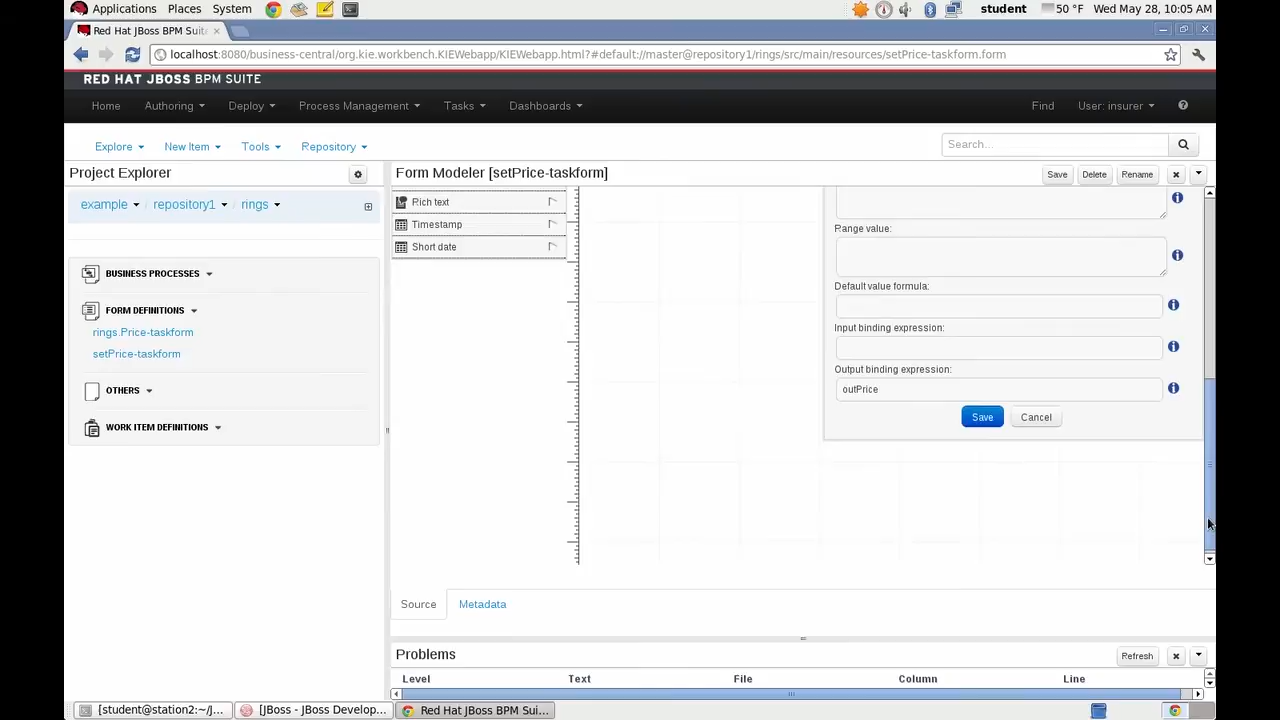 Applications Places System student 50 °F Wed May 28, 10:05 AM
Red Hat JBoss BPM Suit
localhost:8080/business-central/org.kie.workbench.KIEWebapp/KIEWebapp.html?#default://master@repository1/rings/src/main/resources/setPrice-taskform.form
RED HAT JBOSS BPM SUITE
Home Authoring Deploy Process Management Tasks Dashboards Find User: insurer
Explore New Item Tools Repository Search...
Project Explorer
Form Modeler [setPrice-taskform] Save Delete Rename
example / repository1 / rings
Rich text
Timestamp
Short date
Range value:
Default value formula:
Input binding expression:
Output binding expression:
outPrice
Save Cancel
BUSINESS PROCESSES
FORM DEFINITIONS
rings.Price-taskform
setPrice-taskform
OTHERS
WORK ITEM DEFINITIONS
Source Metadata
Problems Refresh
Level Text File Column Line
[student@station2:~/j... [JBoss - JBoss Develop... Red Hat JBoss BPM Sui...